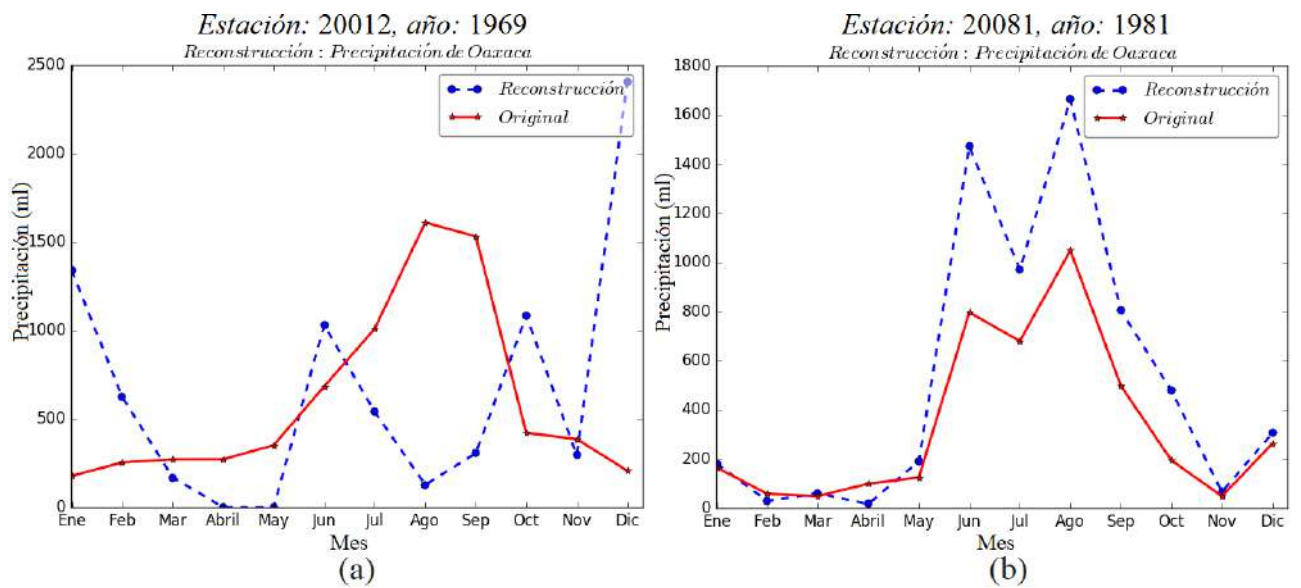 Estación: 20012, año: 1969
Reconstrucción : Precipitación de Oaxaca
2500
2000
1500
1000
500
0
Precipitación (ml)
Reconstrucción
Original
Ene Feb Mar Abril May Jun Jul Ago Sep Oct Nov Dic
Mes
(a)
Estación: 20081, año: 1981
Reconstrucción : Precipitación de Oaxaca
1800
1600
1400
1200
1000
800
600
400
200
0
Precipitación (ml)
Reconstrucción
Original
Ene Feb Mar Abril May Jun Jul Ago Sep Oct Nov Dic
Mes
(b)